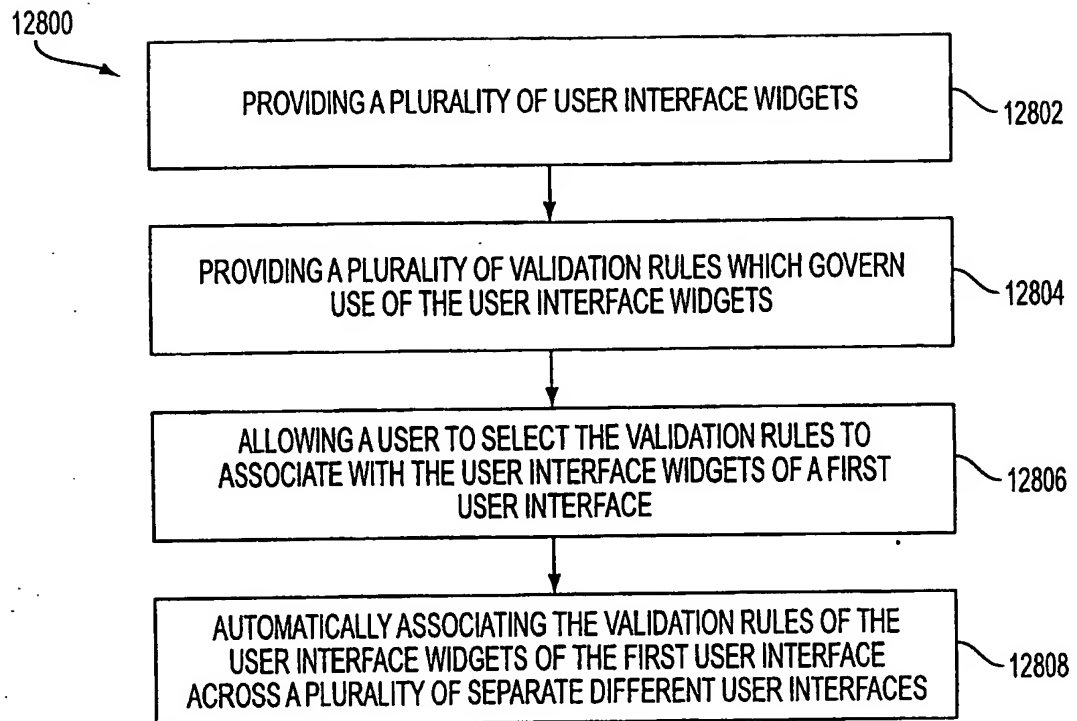 12800
PROVIDING A PLURALITY OF USER INTERFACE WIDGETS
12802
PROVIDING A PLURALITY OF VALIDATION RULES WHICH GOVERN
USE OF THE USER INTERFACE WIDGETS
12804
ALLOWING A USER TO SELECT THE VALIDATION RULES TO
ASSOCIATE WITH THE USER INTERFACE WIDGETS OF A FIRST
USER INTERFACE
12806
AUTOMATICALLY ASSOCIATING THE VALIDATION RULES OF THE
USER INTERFACE WIDGETS OF THE FIRST USER INTERFACE
ACROSS A PLURALITY OF SEPARATE DIFFERENT USER INTERFACES
12808